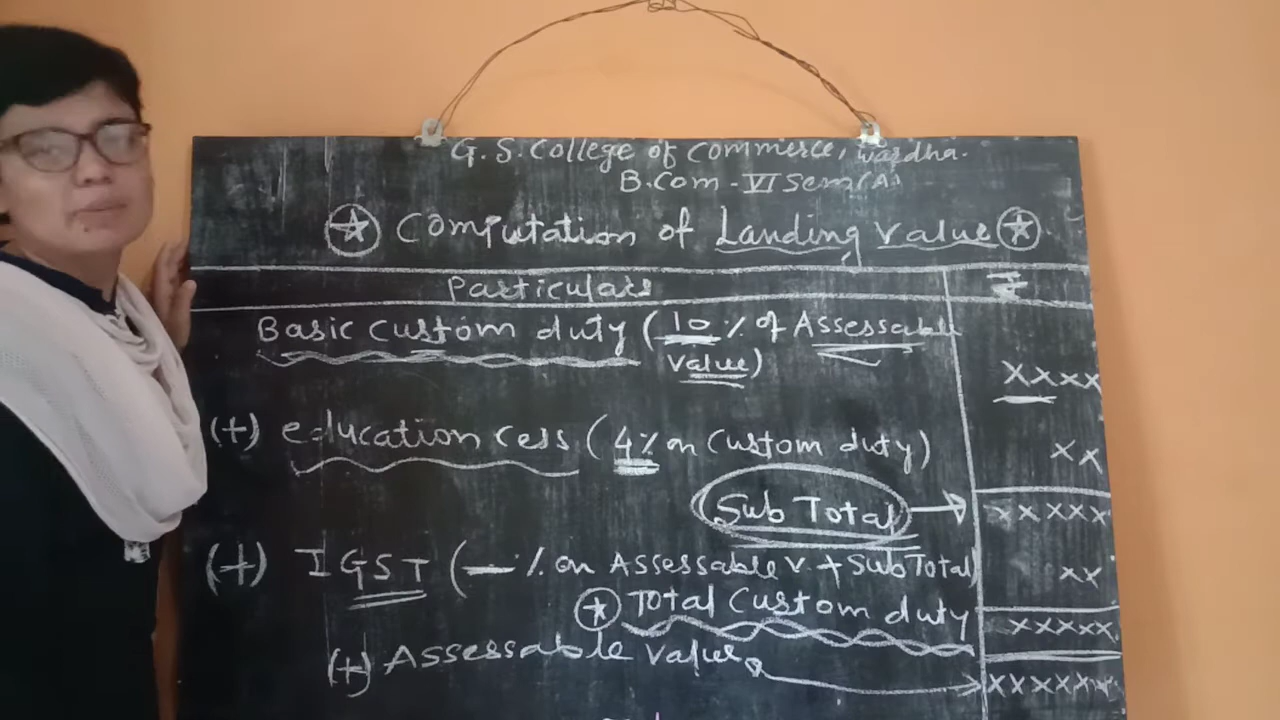 G. S. College of Commerce, Wardha.
B.Com - VI Sem (A)
Computation of Landing Value
Particulars ₹
Basic Custom duty (10 % of Assessable
Value) XXXX
(+) education cess (4% on Custom duty) XX
Sub Total → XXXXX
(+) IGST (— % on Assessable V. + Sub Total) XX
Total Custom duty XXXXX
(+) Assessable Value → XXXXXX